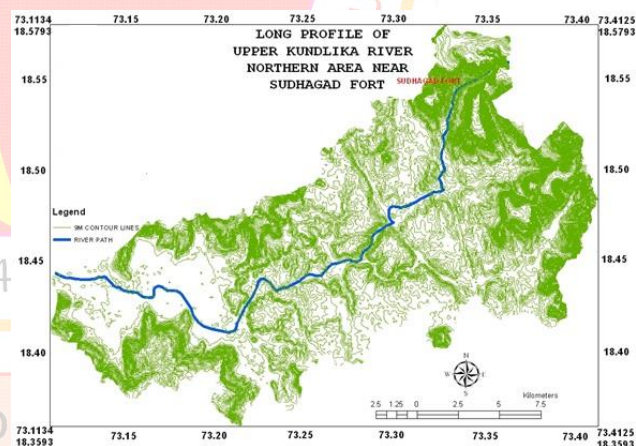 73.1134 73.15 73.20 73.25 73.30 73.35 73.40 73.4125
18.5793 18.5793
LONG PROFILE OF
UPPER KUNDLIKA RIVER
NORTHERN AREA NEAR
SUDHAGAD FORT
SUDHAGAD FORT
18.55 18.55
18.50 18.50
Legend
9M CONTOUR LINES
RIVER PATH
18.45 18.45
18.40 18.40
N
W E
S
Kilometers
2.5 1.25 0 2.5 5 7.5
73.1134 73.15 73.20 73.25 73.30 73.35 73.40 73.4125
18.3593 18.3593